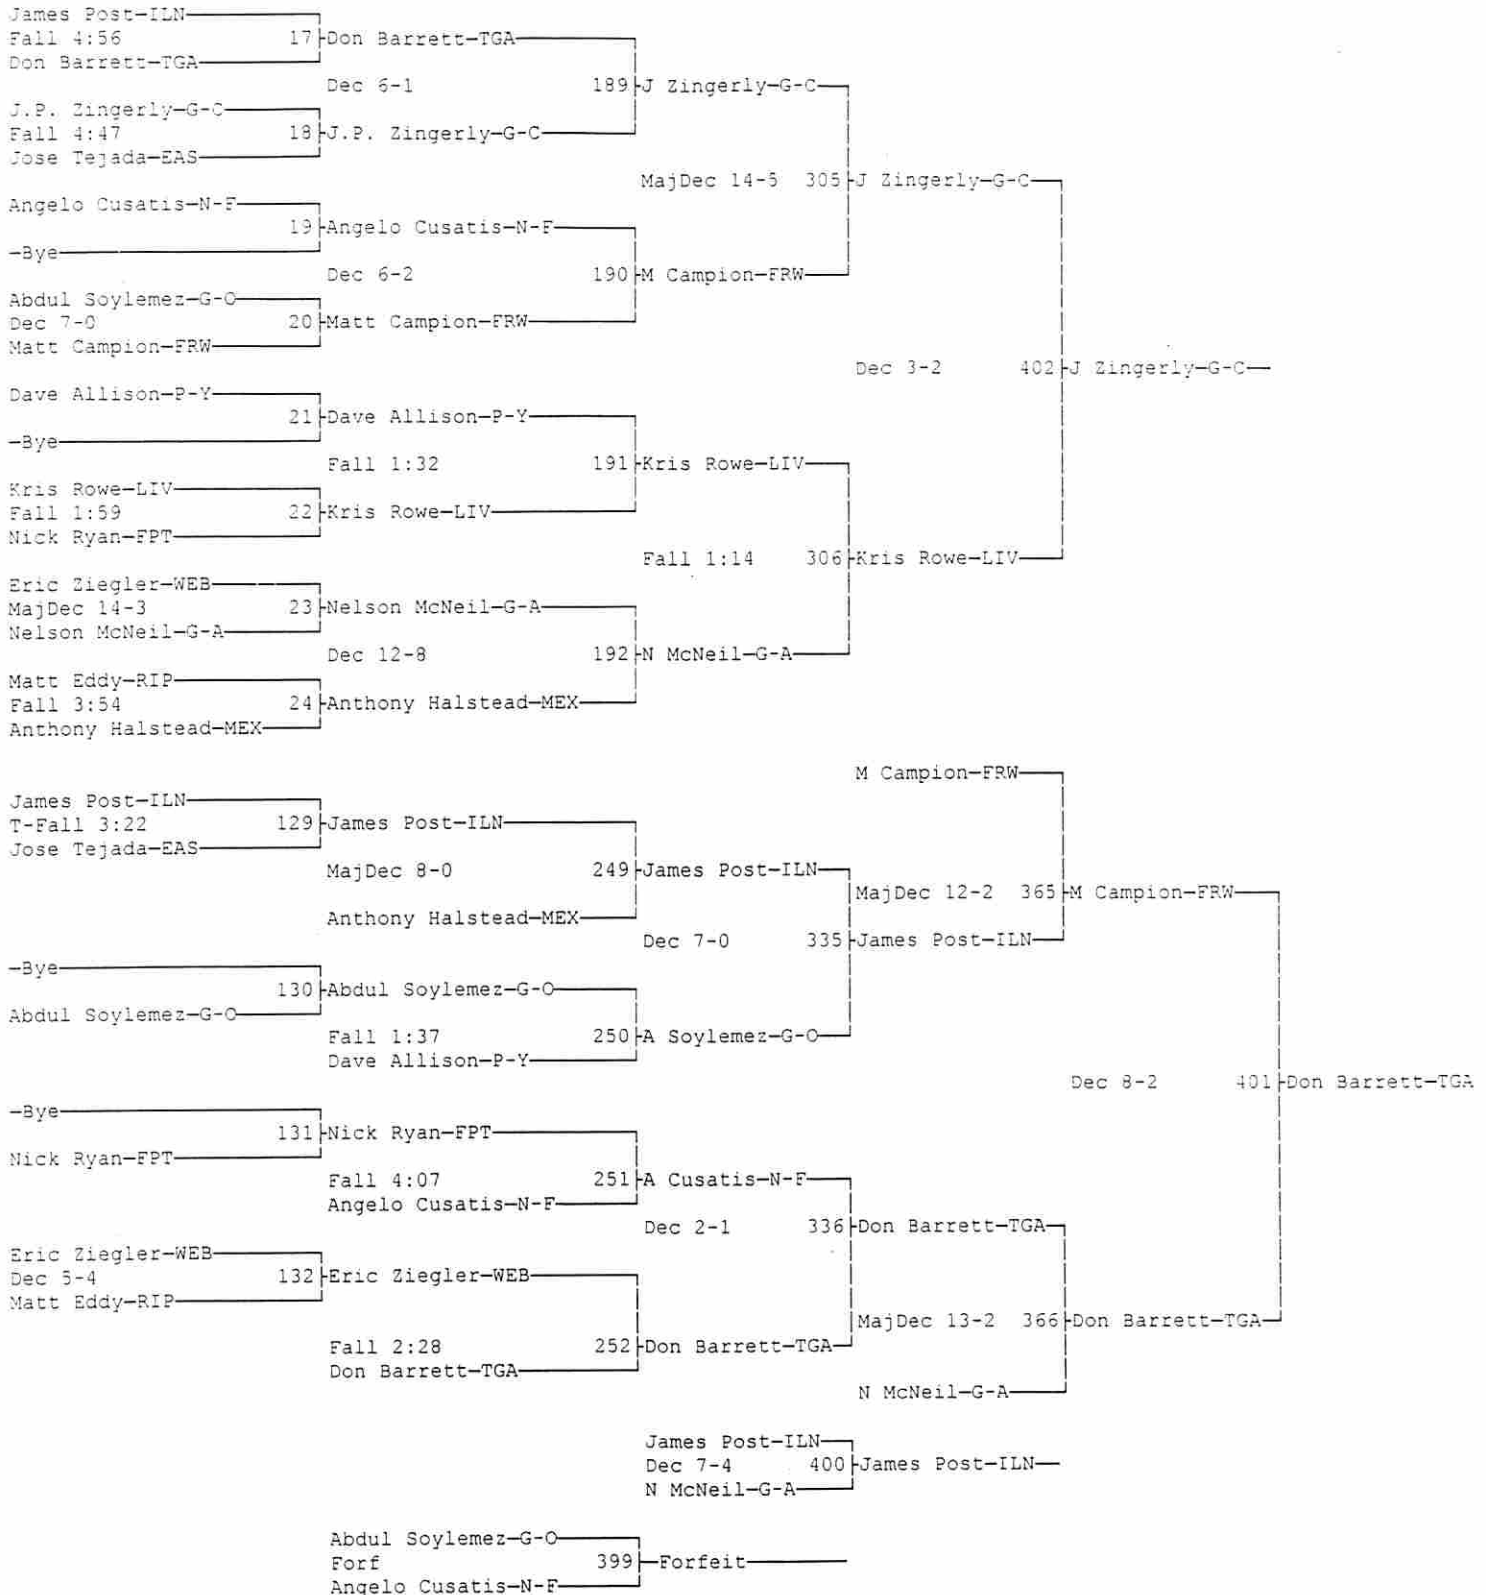 James Post-ILN
Fall 4:56 17 Don Barrett-TGA
Don Barrett-TGA
Dec 6-1 189 J Zingerly-G-C
J.P. Zingerly-G-C
Fall 4:47 18 J.P. Zingerly-G-C
Jose Tejada-EAS
MajDec 14-5 305 J Zingerly-G-C
Angelo Cusatis-N-F
19 Angelo Cusatis-N-F
-Bye
Dec 6-2 190 M Campion-FRW
Abdul Soylemez-G-O
Dec 7-0 20 Matt Campion-FRW
Matt Campion-FRW
Dec 3-2 402 J Zingerly-G-C
Dave Allison-P-Y
21 Dave Allison-P-Y
-Bye
Fall 1:32 191 Kris Rowe-LIV
Kris Rowe-LIV
Fall 1:59 22 Kris Rowe-LIV
Nick Ryan-FPT
Fall 1:14 306 Kris Rowe-LIV
Eric Ziegler-WEB
MajDec 14-3 23 Nelson McNeil-G-A
Nelson McNeil-G-A
Dec 12-8 192 N McNeil-G-A
Matt Eddy-RIP
Fall 3:54 24 Anthony Halstead-MEX
Anthony Halstead-MEX
M Campion-FRW
James Post-ILN
T-Fall 3:22 129 James Post-ILN
Jose Tejada-EAS
MajDec 8-0 249 James Post-ILN
MajDec 12-2 365 M Campion-FRW
Anthony Halstead-MEX
Dec 7-0 335 James Post-ILN
-Bye
130 Abdul Soylemez-G-O
Abdul Soylemez-G-O
Fall 1:37 250 A Soylemez-G-O
Dave Allison-P-Y
Dec 8-2 401 Don Barrett-TGA
-Bye
131 Nick Ryan-FPT
Nick Ryan-FPT
Fall 4:07 251 A Cusatis-N-F
Angelo Cusatis-N-F
Dec 2-1 336 Don Barrett-TGA
Eric Ziegler-WEB
Dec 5-4 132 Eric Ziegler-WEB
Matt Eddy-RIP
MajDec 13-2 366 Don Barrett-TGA
Fall 2:28 252 Don Barrett-TGA
Don Barrett-TGA
N McNeil-G-A
James Post-ILN
Dec 7-4 400 James Post-ILN
N McNeil-G-A
Abdul Soylemez-G-O
Forf 399 Forfeit
Angelo Cusatis-N-F